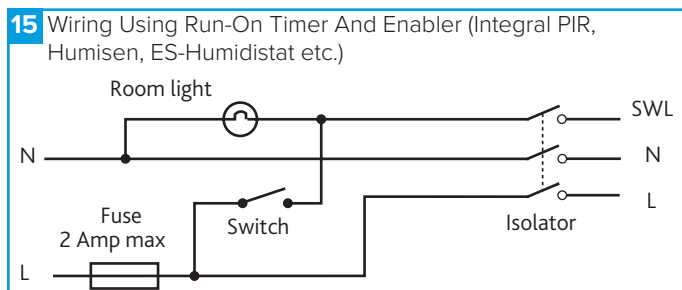 15 Wiring Using Run-On Timer And Enabler (Integral PIR,
Humisen, ES-Humidistat etc.)
Room light
SWL
N
N
L
Switch
Isolator
Fuse
2 Amp max
L